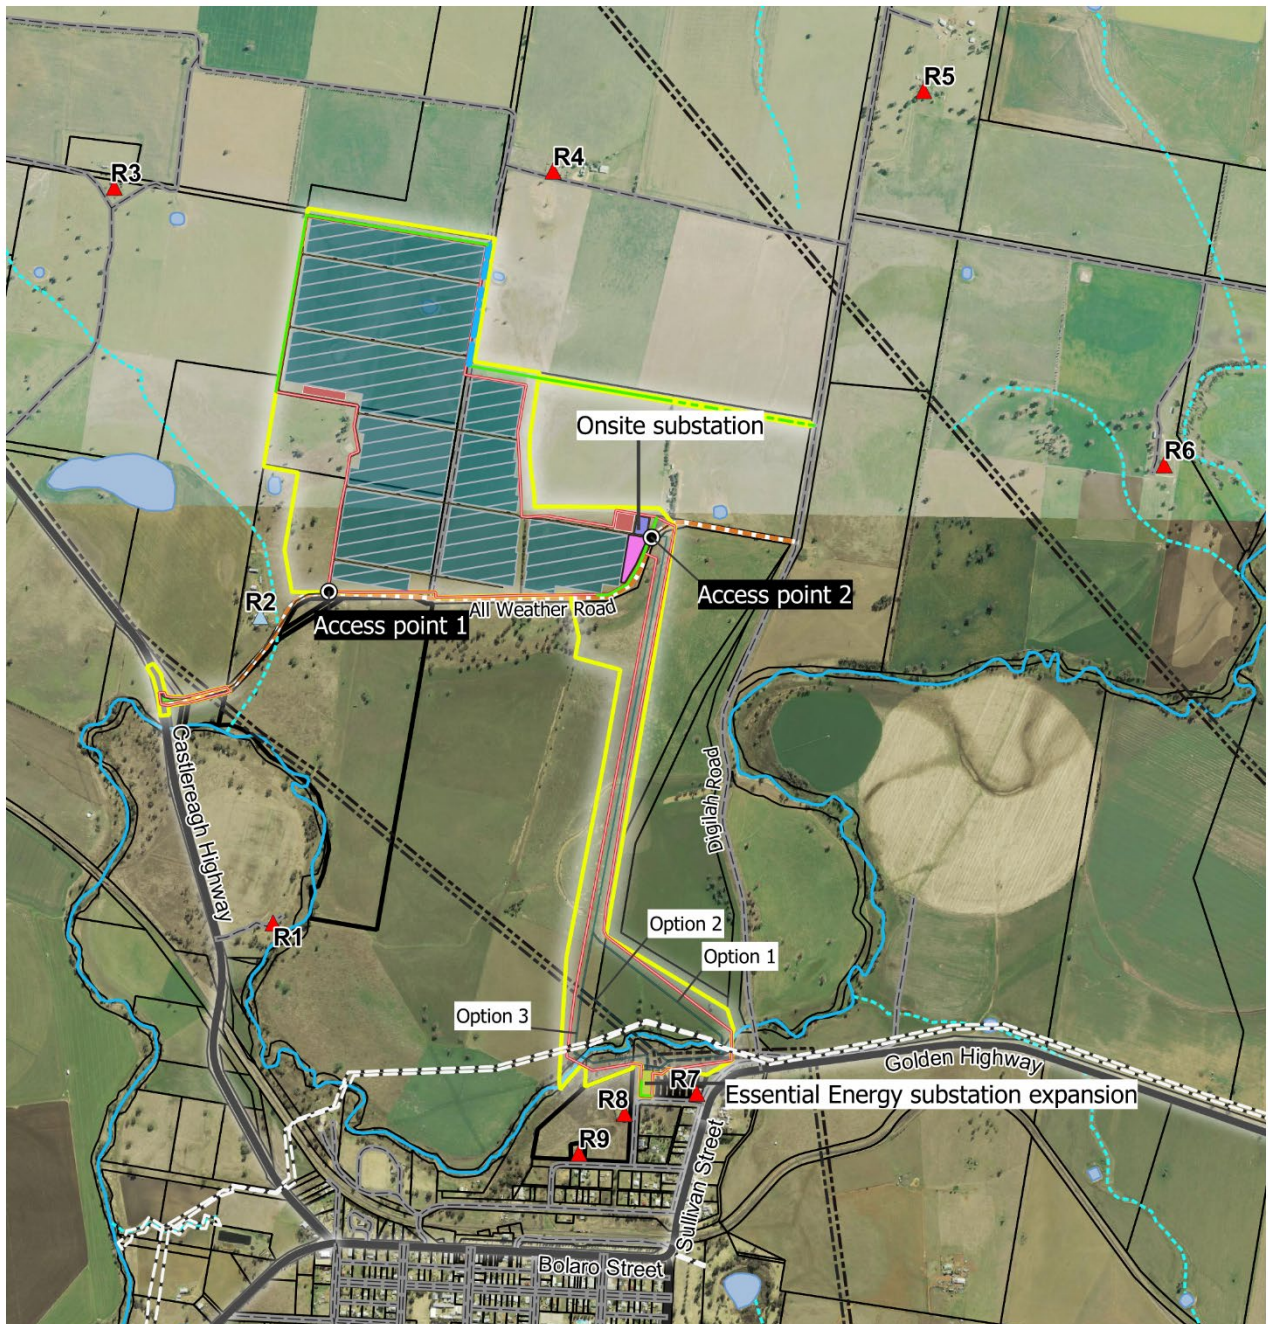 R5
R4
R3
Onsite substation
R6
R2
Access point 1
All Weather Road
Access point 2
Castlereagh Highway
Digilah Road
R1
Option 2
Option 1
Option 3
Golden Highway
R7
Essential Energy substation expansion
R8
R9
Sullivan Street
Bolaro Street